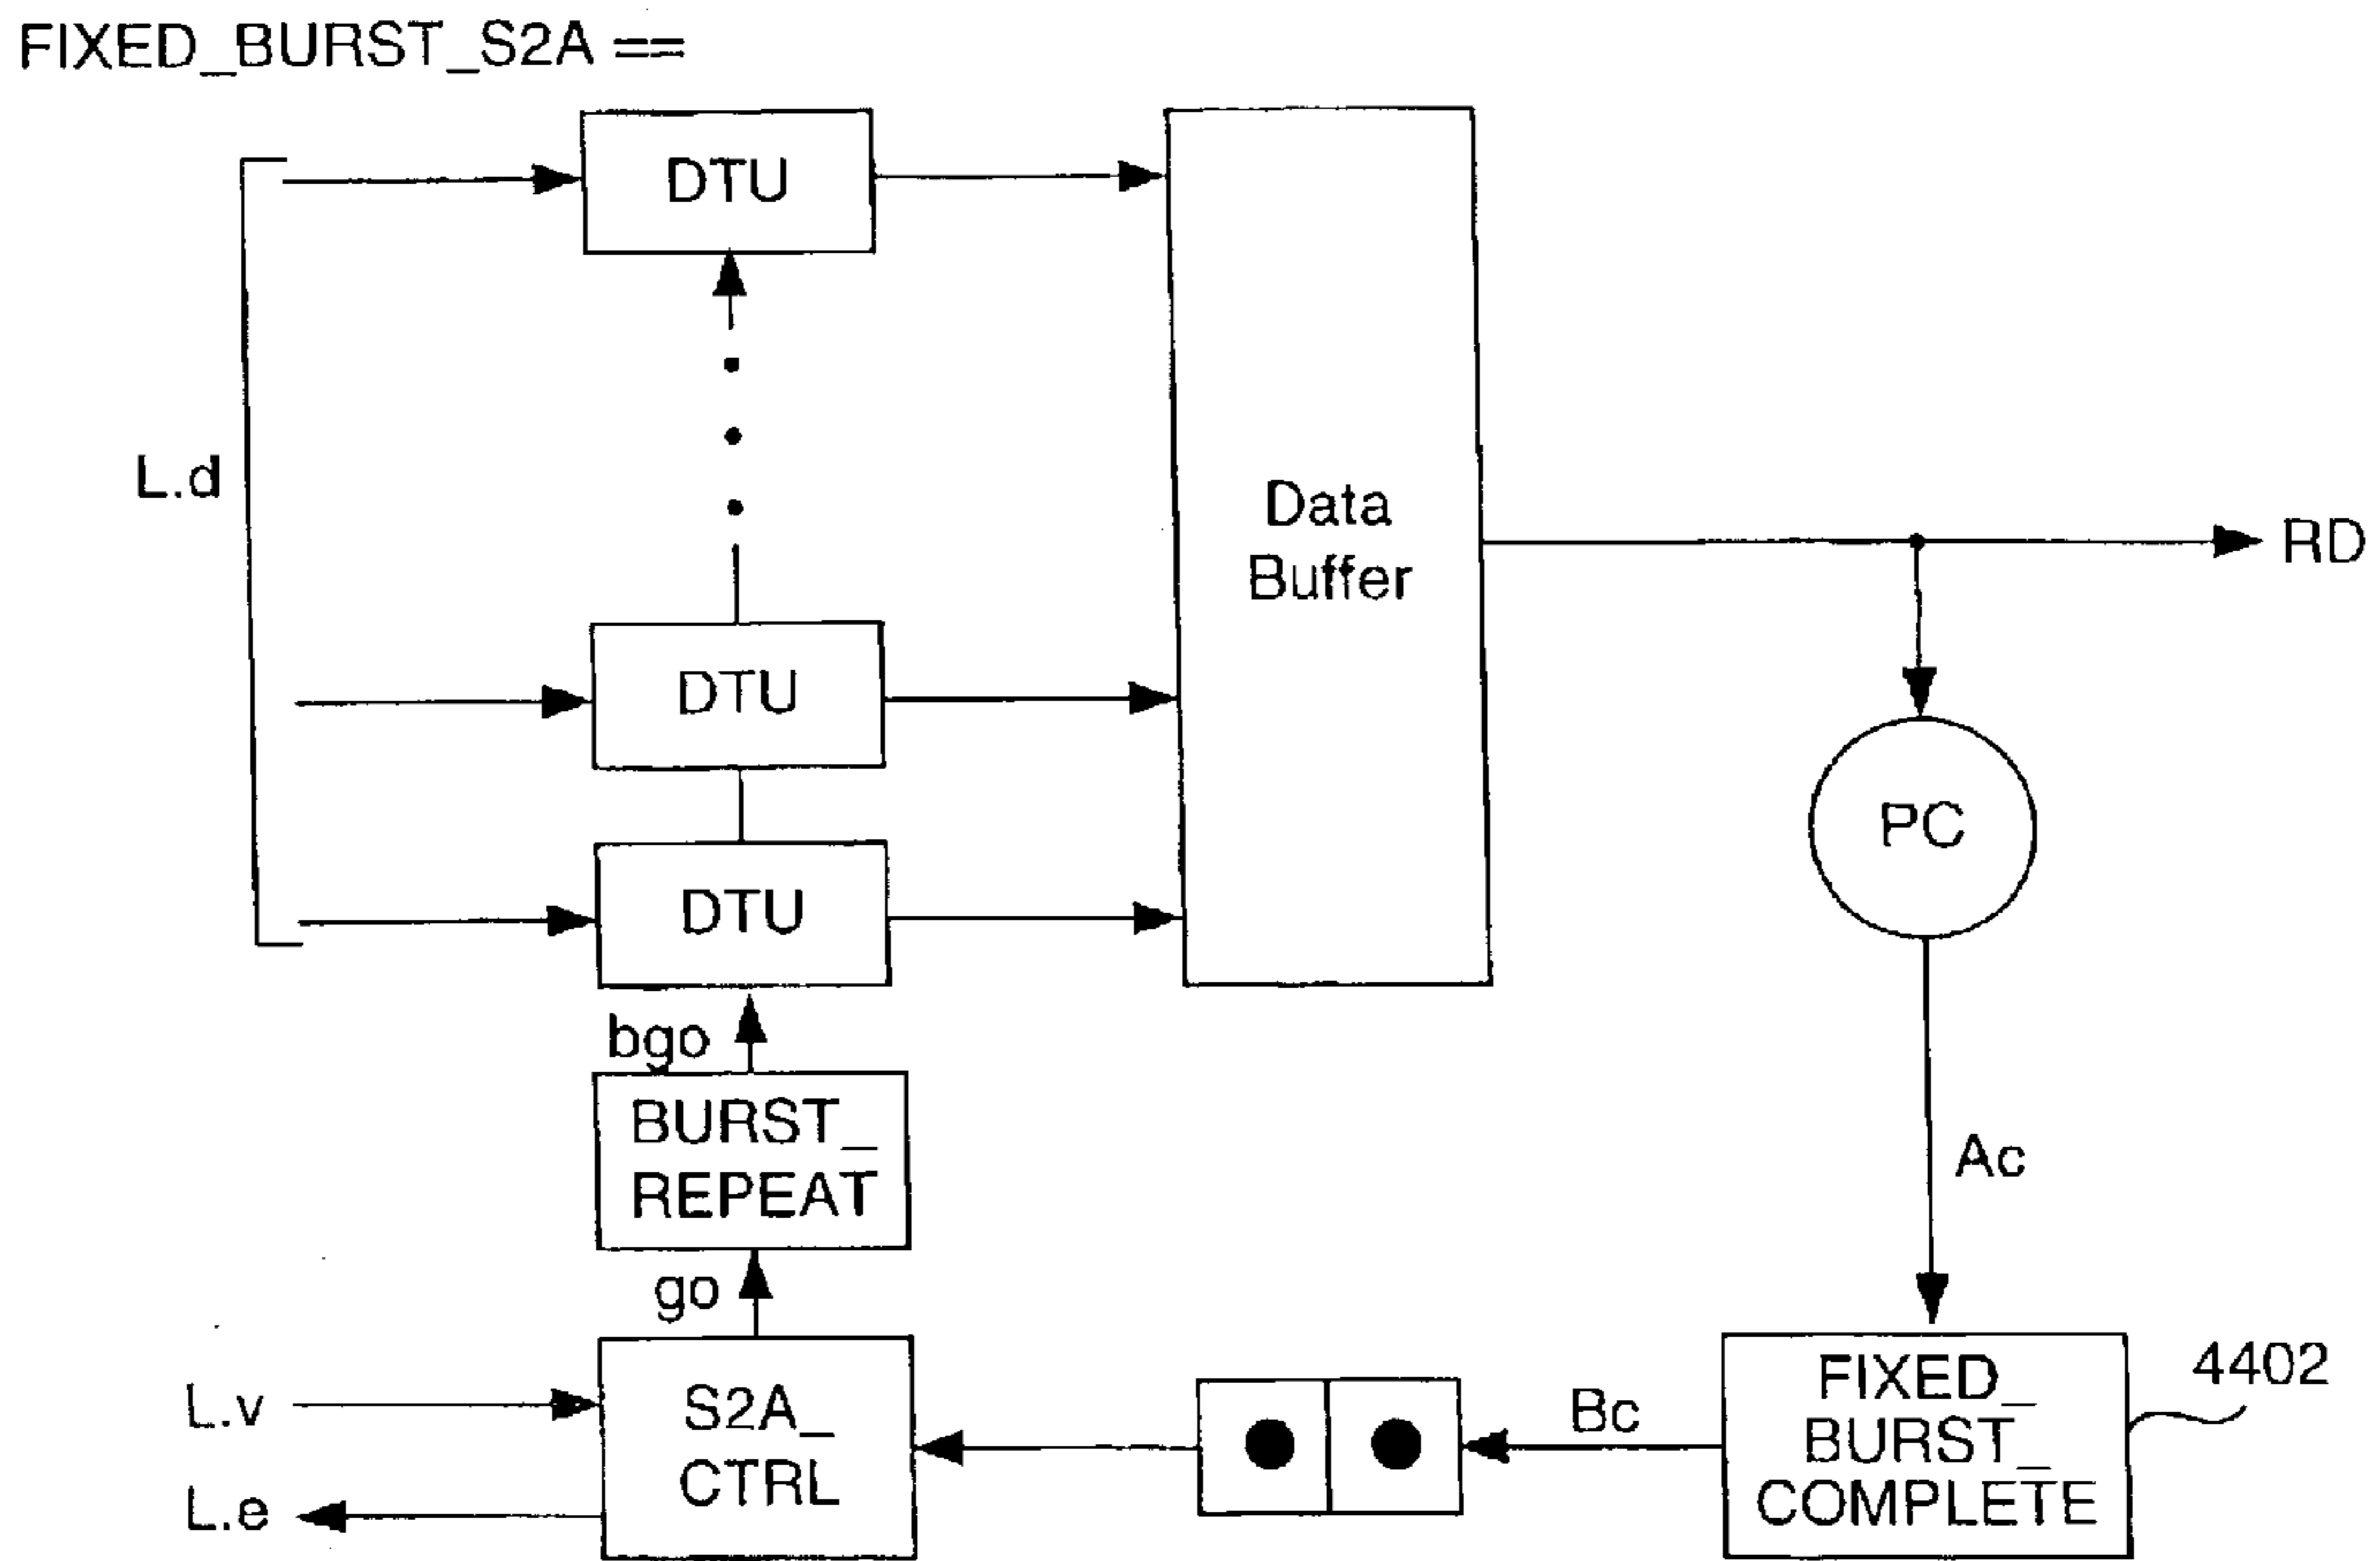 FIXED_BURST_S2A ==
DTU
L.d
Data
Buffer
RD
DTU
PC
DTU
bgo
BURST_
REPEAT
Ac
go
L.v
S2A_
CTRL
L.e
Bc
FIXED_
BURST_
COMPLETE
4402